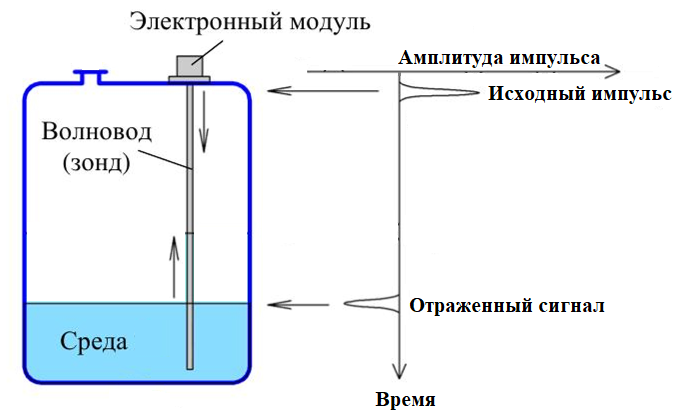 Электронный модуль
Амплитуда импульса
Исходный импульс
Волновод
(зонд)
Отраженный сигнал
Среда
Время